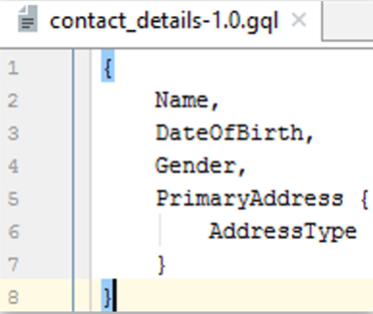 contact_details-1.0.gql ×
1 {
2 Name,
3 DateOfBirth,
4 Gender,
5 PrimaryAddress {
6 AddressType
7 }
8 }